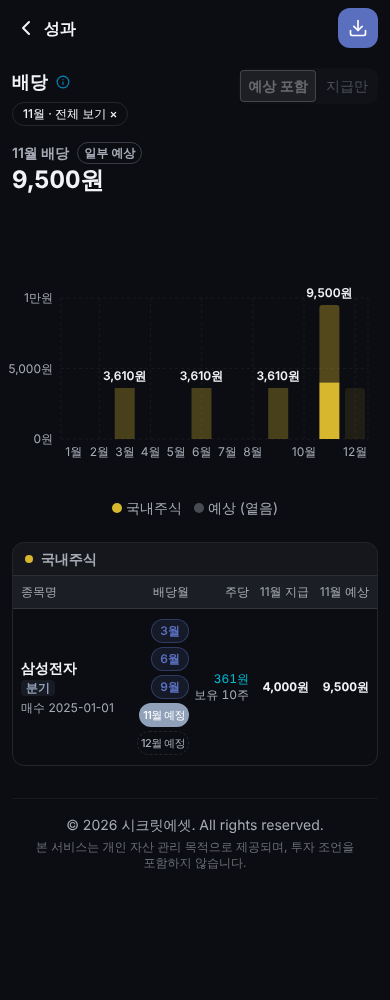 성과
배당
예상 포함 지급만
11월 · 전체 보기 ×
11월 배당 일부 예상
9,500원
9,500원
1만원
5,000원
3,610원 3,610원 3,610원
0원
1월 2월 3월 4월 5월 6월 7월 8월 10월 12월
국내주식 예상 (옅음)
국내주식
종목명 배당월 주당 11월 지급 11월 예상
3월
6월
9월
11월 예정
12월 예정
삼성전자
분기
매수 2025-01-01
361원
보유 10주
4,000원 9,500원
© 2026 시크릿에셋. All rights reserved.
본 서비스는 개인 자산 관리 목적으로 제공되며, 투자 조언을
포함하지 않습니다.